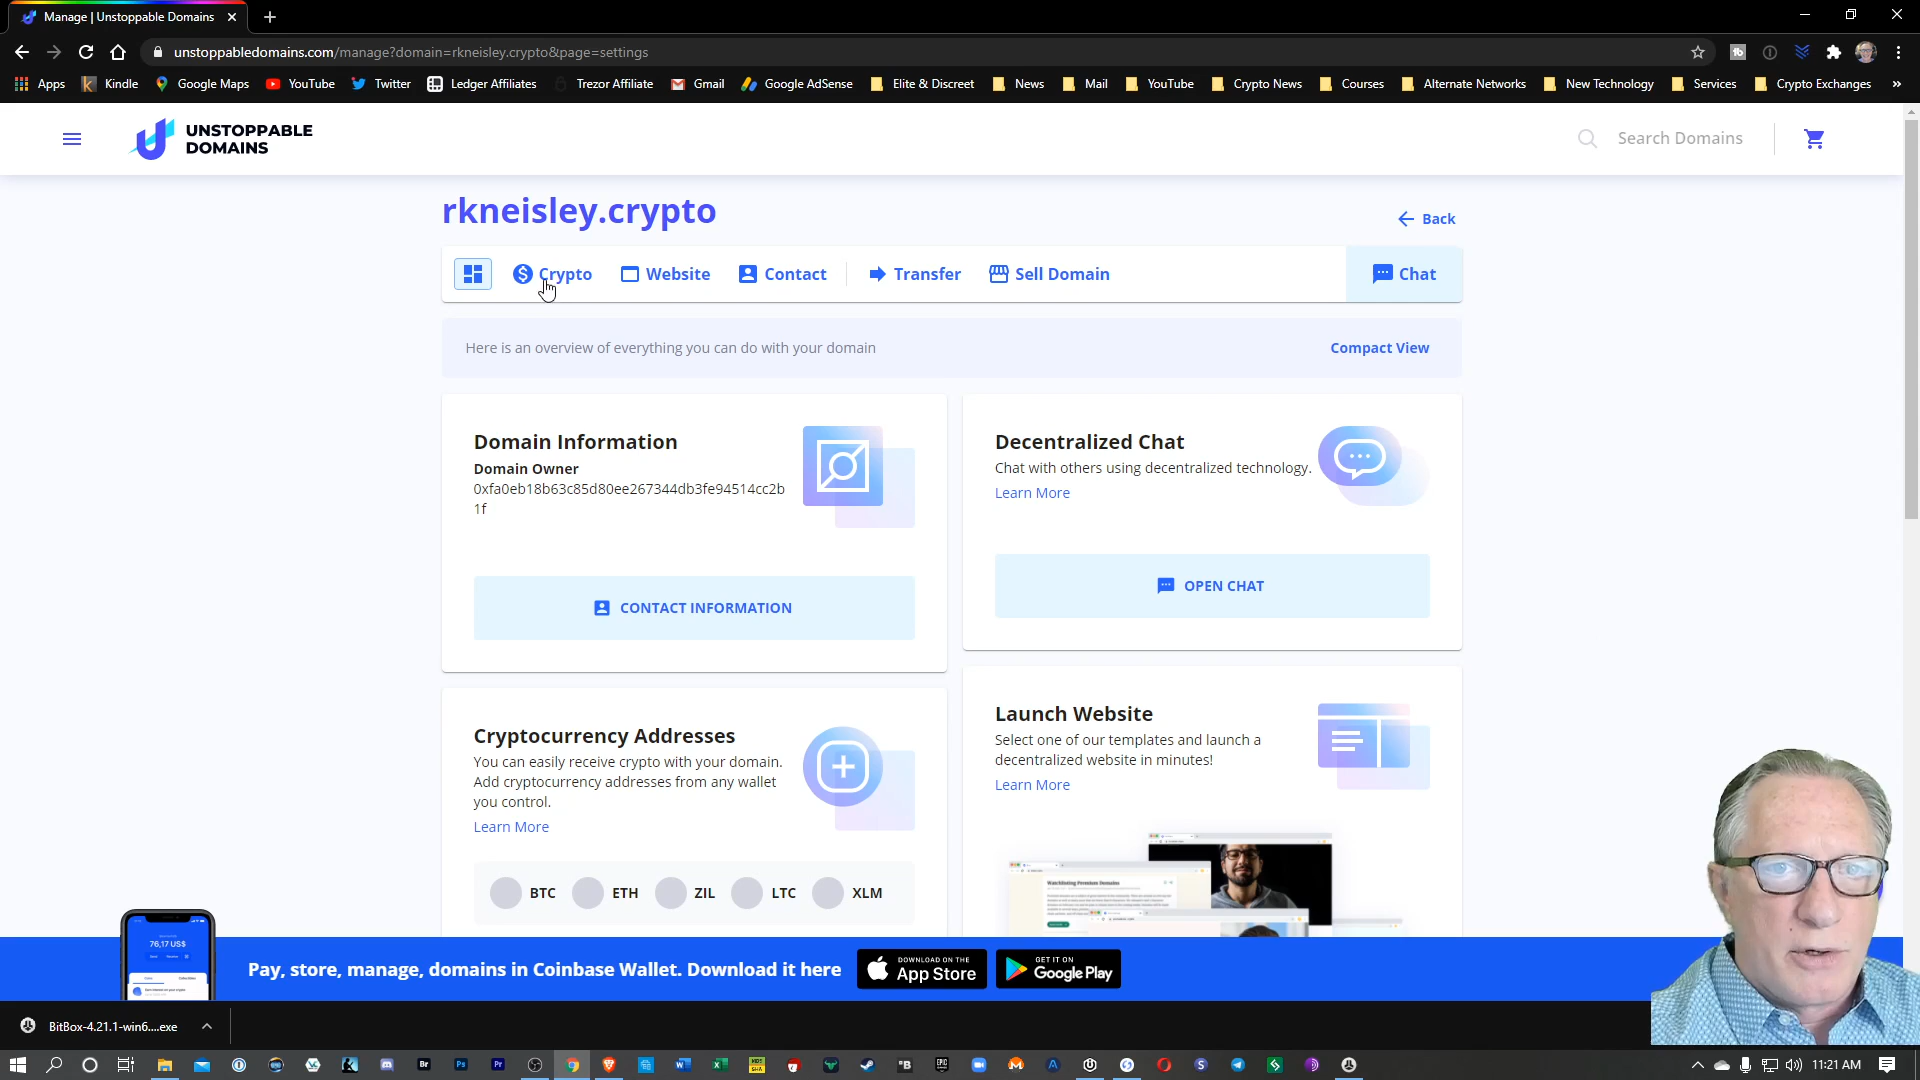 Manage | Unstoppable Domains
unstoppabledomains.com/manage?domain=rkneisley.crypto&page=settings
Apps Kindle Google Maps YouTube Twitter Ledger Affiliates Trezor Affiliate Gmail Google AdSense Elite & Discreet News Mail YouTube Crypto News Courses Alternate Networks New Technology Services Crypto Exchanges »
UNSTOPPABLE
DOMAINS
Search Domains
rkneisley.crypto
Back
Crypto Website Contact Transfer Sell Domain Chat
Here is an overview of everything you can do with your domain
Compact View
Domain Information
Domain Owner
0xfa0eb18b63c85d80ee267344db3fe94514cc2b
1f
CONTACT INFORMATION
Decentralized Chat
Chat with others using decentralized technology.
Learn More
OPEN CHAT
Cryptocurrency Addresses
You can easily receive crypto with your domain.
Add cryptocurrency addresses from any wallet
you control.
Learn More
BTC ETH ZIL LTC XLM
Launch Website
Select one of our templates and launch a
decentralized website in minutes!
Learn More
Watchlisting Premium Domains
76,17 US$
Pay, store, manage, domains in Coinbase Wallet. Download it here
Download on the
App Store
GET IT ON
Google Play
BitBox-4.21.1-win6....exe
11:21 AM